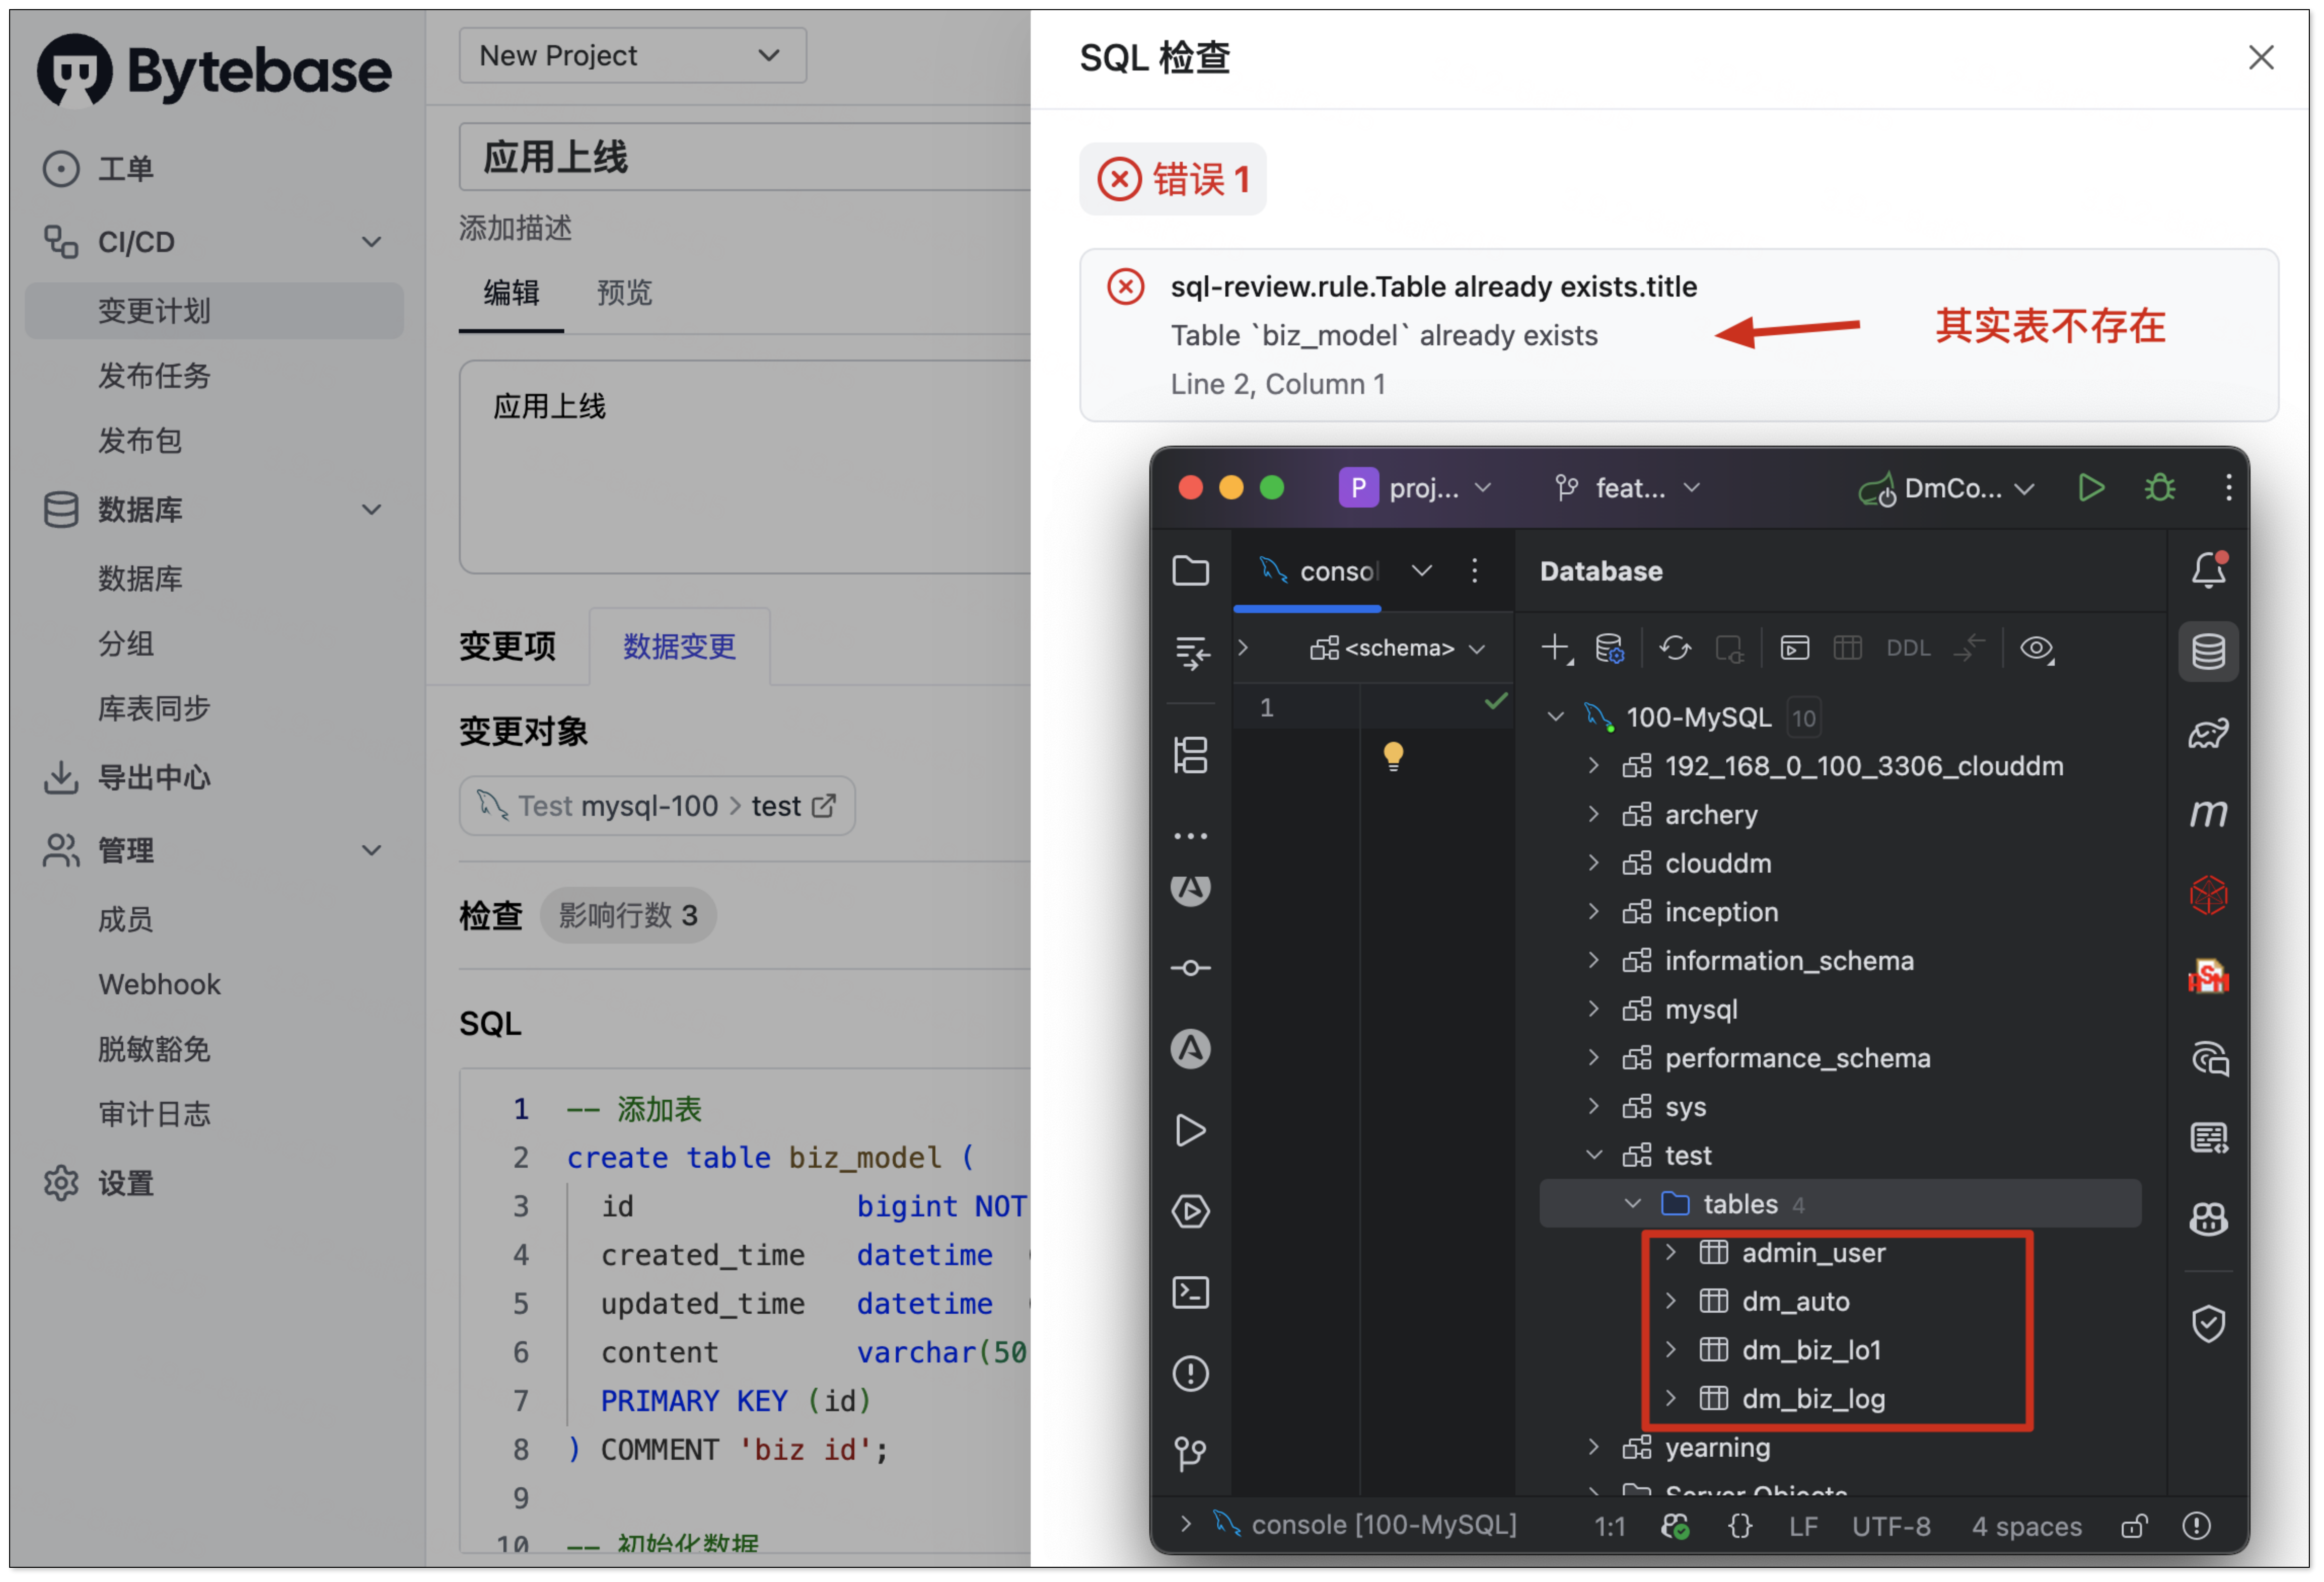 Bytebase
工单
CI/CD
变更计划
发布任务
发布包
数据库
数据库
分组
库表同步
导出中心
管理
成员
Webhook
脱敏豁免
审计日志
设置
New Project
应用上线
添加描述
编辑
预览
应用上线
变更项
数据变更
变更对象
Test mysql-100 > test
检查
影响行数 3
SQL
1 -- 添加表
2 create table biz_model (
3 id bigint NOT
4 created_time datetime
5 updated_time datetime
6 content varchar(50
7 PRIMARY KEY (id)
8 ) COMMENT 'biz id';
9
10 -- 初始化数据
SQL 检查
错误 1
sql-review.rule.Table already exists.title
Table `biz_model` already exists
Line 2, Column 1
其实表不存在
P proj...
feat...
DmCo...
consol
Database
<schema>
DDL
1
100-MySQL 10
192_168_0_100_3306_clouddm
archery
clouddm
inception
information_schema
mysql
performance_schema
sys
test
tables 4
admin_user
dm_auto
dm_biz_lo1
dm_biz_log
yearning
Server Objects
m
console [100-MySQL]
1:1
{}
LF
UTF-8
4 spaces